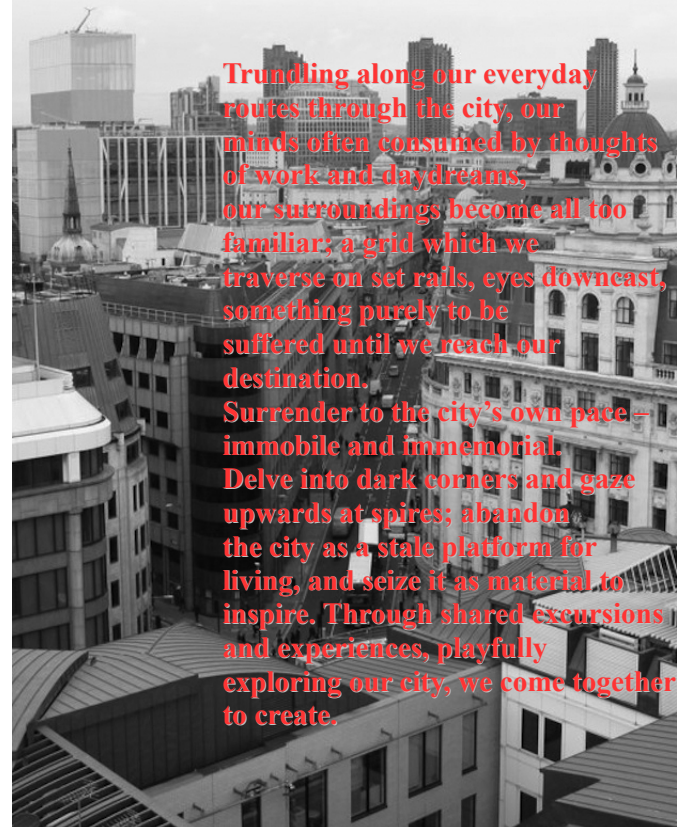 Trundling along our everyday
routes through the city, our
minds often consumed by thoughts
of work and daydreams,
our surroundings become all too
familiar; a grid which we
traverse on set rails, eyes downcast,
something purely to be
suffered until we reach our
destination.
Surrender to the city’s own pace –
immobile and immemorial.
Delve into dark corners and gaze
upwards at spires; abandon
the city as a stale platform for
living, and seize it as material to
inspire. Through shared excursions
and experiences, playfully
exploring our city, we come together
to create.